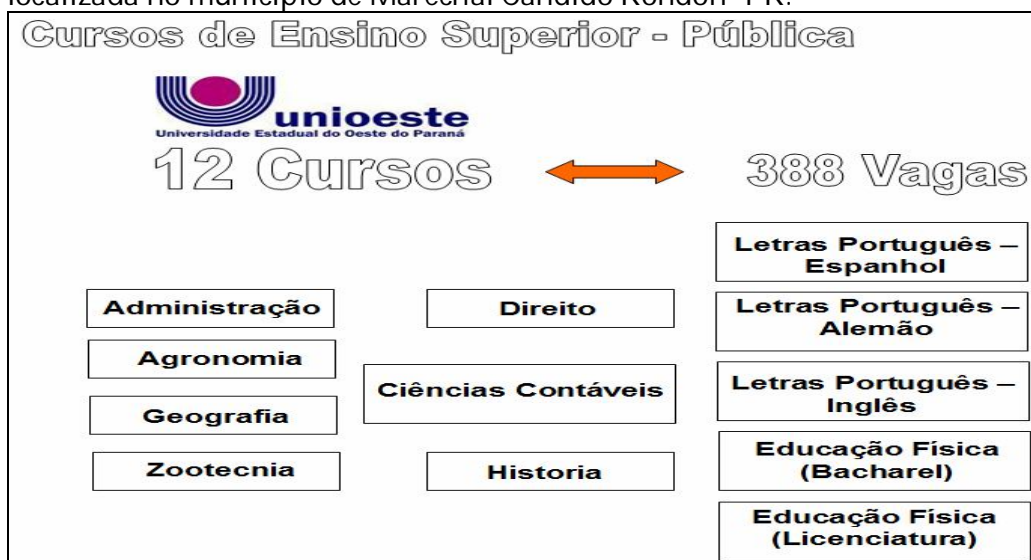 localizada no município de Marechal Cândido Rondon-PR.
Cursos de Ensino Superior - Pública
unioeste
Universidade Estadual do Oeste do Paraná
12 Cursos
388 Vagas
Administração
Agronomia
Geografia
Zootecnia
Direito
Ciências Contáveis
Historia
Letras Português –
Espanhol
Letras Português –
Alemão
Letras Português –
Inglês
Educação Física
(Bacharel)
Educação Física
(Licenciatura)